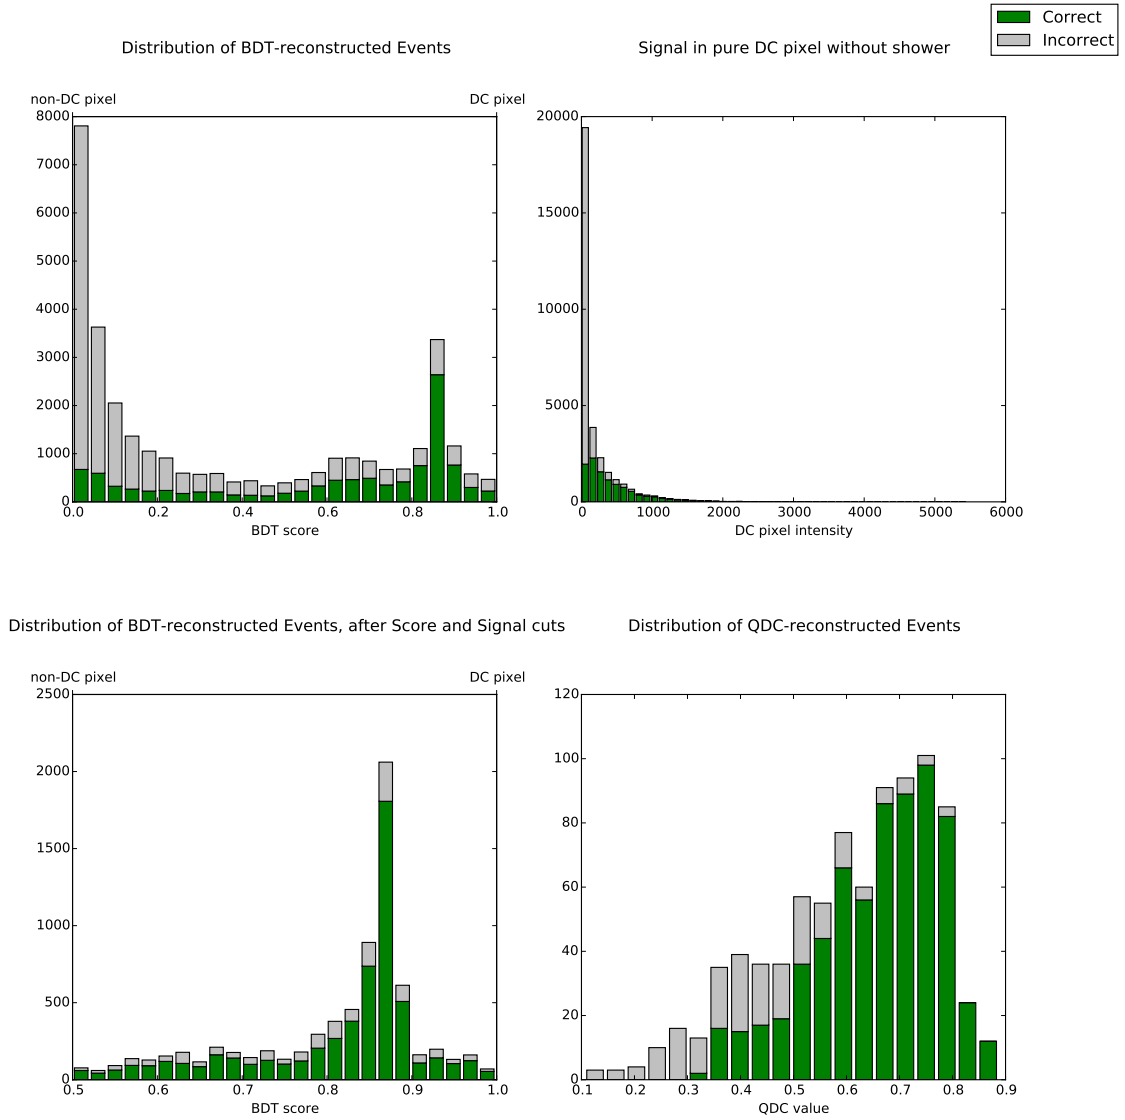 Correct
Incorrect
Distribution of BDT-reconstructed Events
non-DC pixel DC pixel
8000
7000
6000
5000
4000
3000
2000
1000
0
0.0 0.2 0.4 0.6 0.8 1.0
BDT score
Signal in pure DC pixel without shower
20000
15000
10000
5000
0
0 1000 2000 3000 4000 5000 6000
DC pixel intensity
Distribution of BDT-reconstructed Events, after Score and Signal cuts
non-DC pixel DC pixel
2500
2000
1500
1000
500
0
0.5 0.6 0.7 0.8 0.9 1.0
BDT score
Distribution of QDC-reconstructed Events
120
100
80
60
40
20
0
0.1 0.2 0.3 0.4 0.5 0.6 0.7 0.8 0.9
QDC value